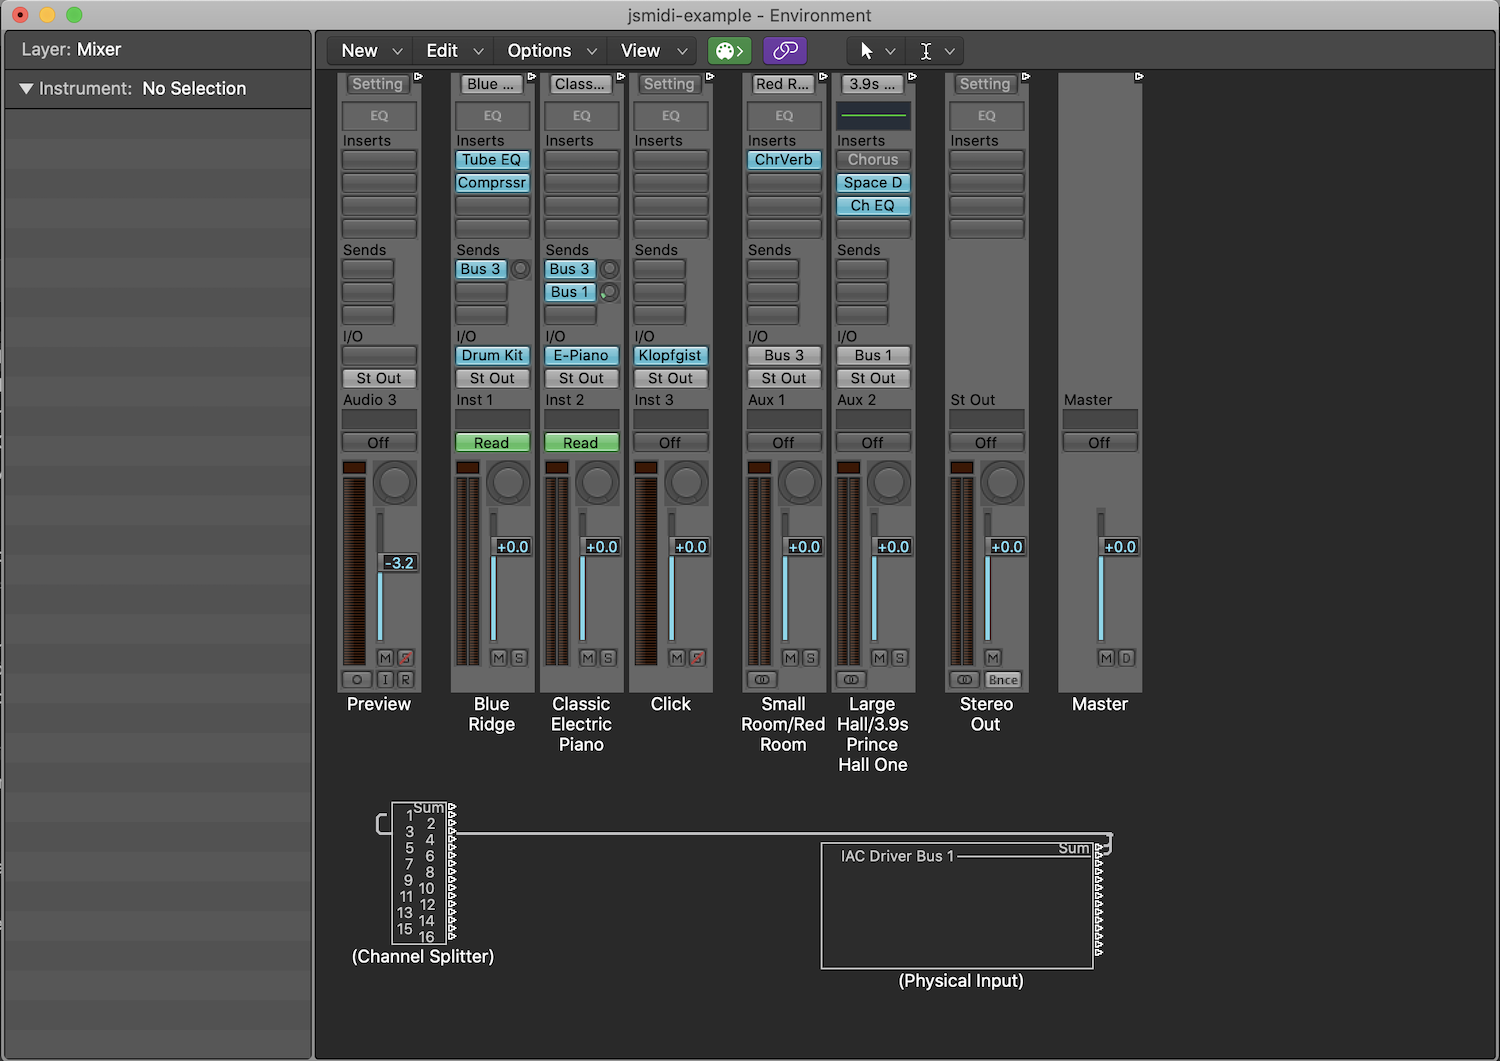 jsmidi-example - Environment
Layer: Mixer
New Edit Options View
Instrument: No Selection
Setting Blue ... Class... Setting Red R... 3.9s ... Setting
EQ EQ EQ EQ EQ EQ
Inserts Inserts Inserts Inserts Inserts Inserts Inserts
Tube EQ ChrVerb Chorus
Comprssr Space D
Ch EQ
Sends Sends Sends Sends Sends Sends
Bus 3 Bus 3
Bus 1
I/O I/O I/O I/O I/O I/O
Drum Kit E-Piano Klopfgist Bus 3 Bus 1
St Out St Out St Out St Out St Out St Out
Audio 3 Inst 1 Inst 2 Inst 3 Aux 1 Aux 2 St Out Master
Off Read Read Off Off Off Off Off
+0.0 +0.0 +0.0 +0.0 +0.0 +0.0 +0.0
-3.2
M S M S M S M S M S M S M M D
O I R Bnce
Preview
Blue
Ridge
Classic
Electric
Piano
Click
Small
Room/Red
Room
Large
Hall/3.9s
Prince
Hall One
Stereo
Out
Master
Sum
1
2
3
4
5
6
7
8
9
10
11
12
13
14
15
16
(Channel Splitter)
Sum
IAC Driver Bus 1
(Physical Input)